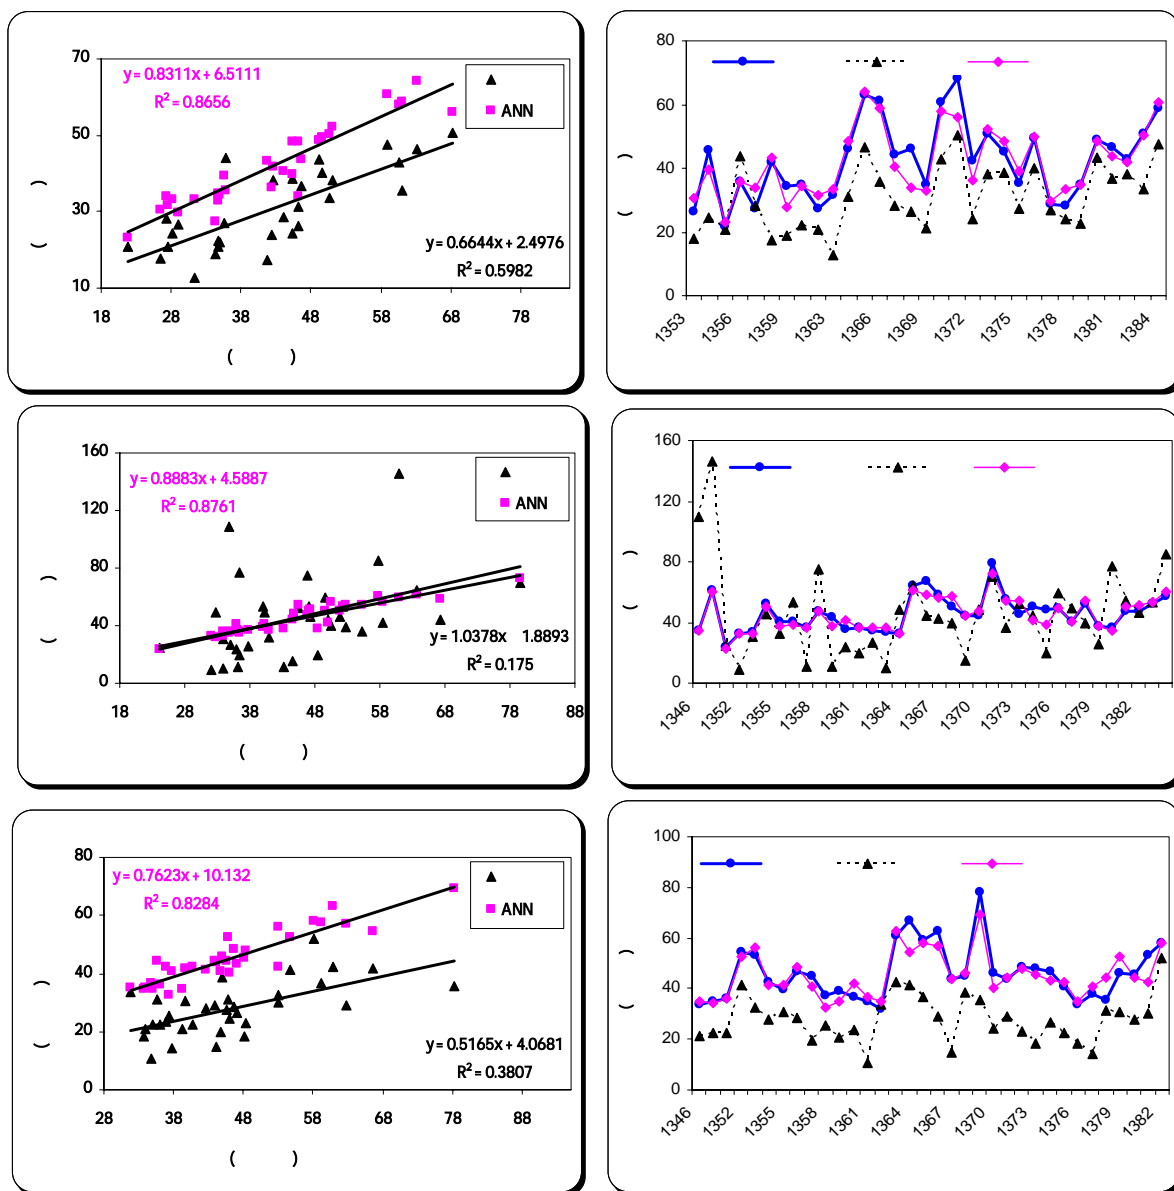 70
50
30
10
y = 0.8311x + 6.5111
R² = 0.8656
ANN
y = 0.6644x + 2.4976
R² = 0.5982
18 28 38 48 58 68 78
( )
( )
80
60
40
20
0
( )
1353 1356 1359 1363 1366 1369 1372 1375 1378 1381 1384
160
120
80
40
0
y = 0.8883x + 4.5887
R² = 0.8761
ANN
y = 1.0378x 1.8893
R² = 0.175
18 28 38 48 58 68 78 88
( )
( )
160
120
80
40
0
( )
1346 1352 1355 1358 1361 1364 1367 1370 1373 1376 1379 1382
80
60
40
20
0
y = 0.7623x + 10.132
R² = 0.8284
ANN
y = 0.5165x + 4.0681
R² = 0.3807
28 38 48 58 68 78 88
( )
( )
100
80
60
40
20
0
( )
1346 1352 1355 1358 1361 1364 1367 1370 1373 1376 1379 1382